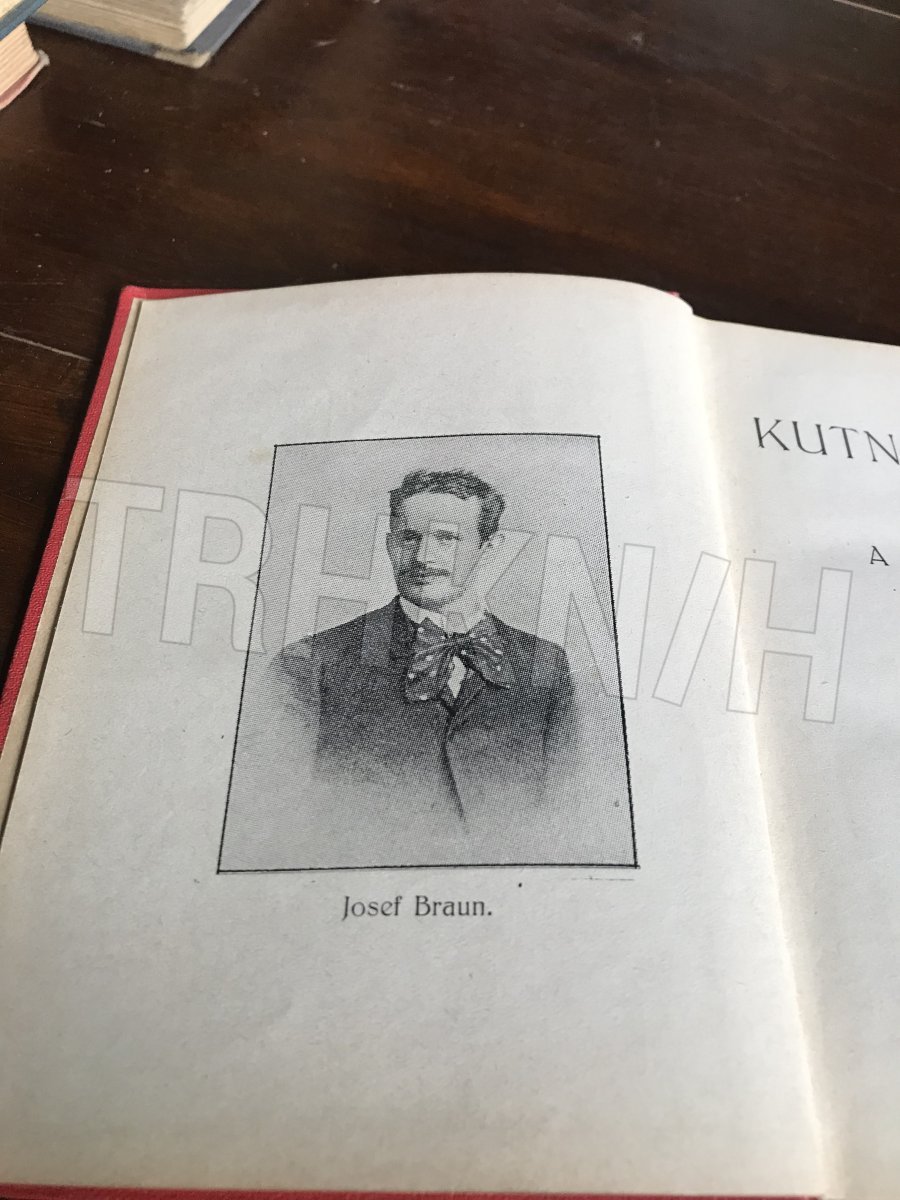 KUTN
A
TRHKNIH
Josef Braun.